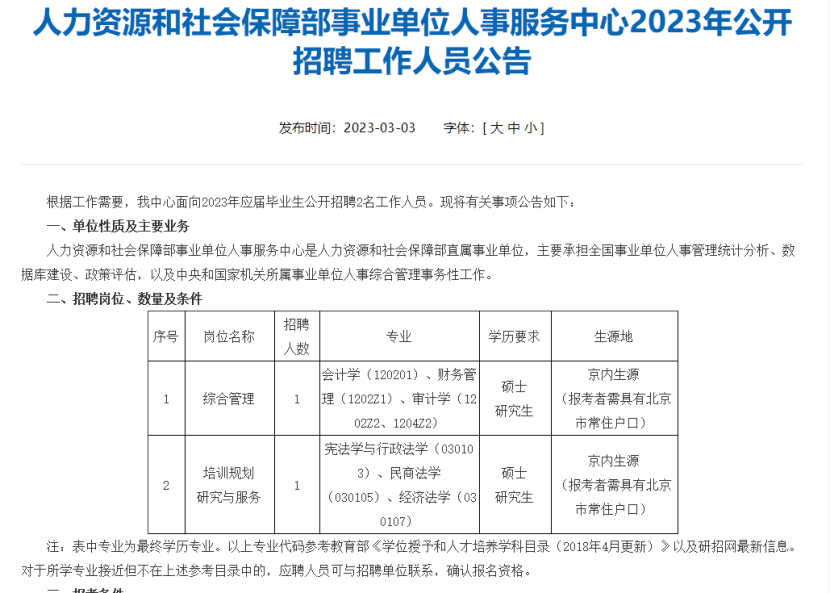 人力资源和社会保障部事业单位人事服务中心2023年公开
招聘工作人员公告
发布时间：2023-03-03 字体：[ 大 中 小 ]
根据工作需要，我中心面向2023年应届毕业生公开招聘2名工作人员。现将有关事项公告如下：
一、单位性质及主要业务
人力资源和社会保障部事业单位人事服务中心是人力资源和社会保障部直属事业单位，主要承担全国事业单位人事管理统计分析、数
据库建设、政策评估，以及中央和国家机关所属事业单位人事综合管理事务性工作。
二、招聘岗位、数量及条件
序号 岗位名称 招聘 专业 学历要求 生源地
人数
1 综合管理 1 会计学（120201）、财务管
理（1202Z1）、审计学（12
02Z2、1204Z2）
硕士
研究生
京内生源
（报考者需具有北京
市常住户口）
2 培训规划
研究与服务
1 宪法学与行政法学（03010
3）、民商法学
（030105）、经济法学（03
0107）
硕士
研究生
京内生源
（报考者需具有北京
市常住户口）
注：表中专业为最终学历专业。以上专业代码参考教育部《学位授予和人才培养学科目录（2018年4月更新）》以及研招网最新信息。
对于所学专业接近但不在上述参考目录中的，应聘人员可与招聘单位联系，确认报名资格。
三、报考条件